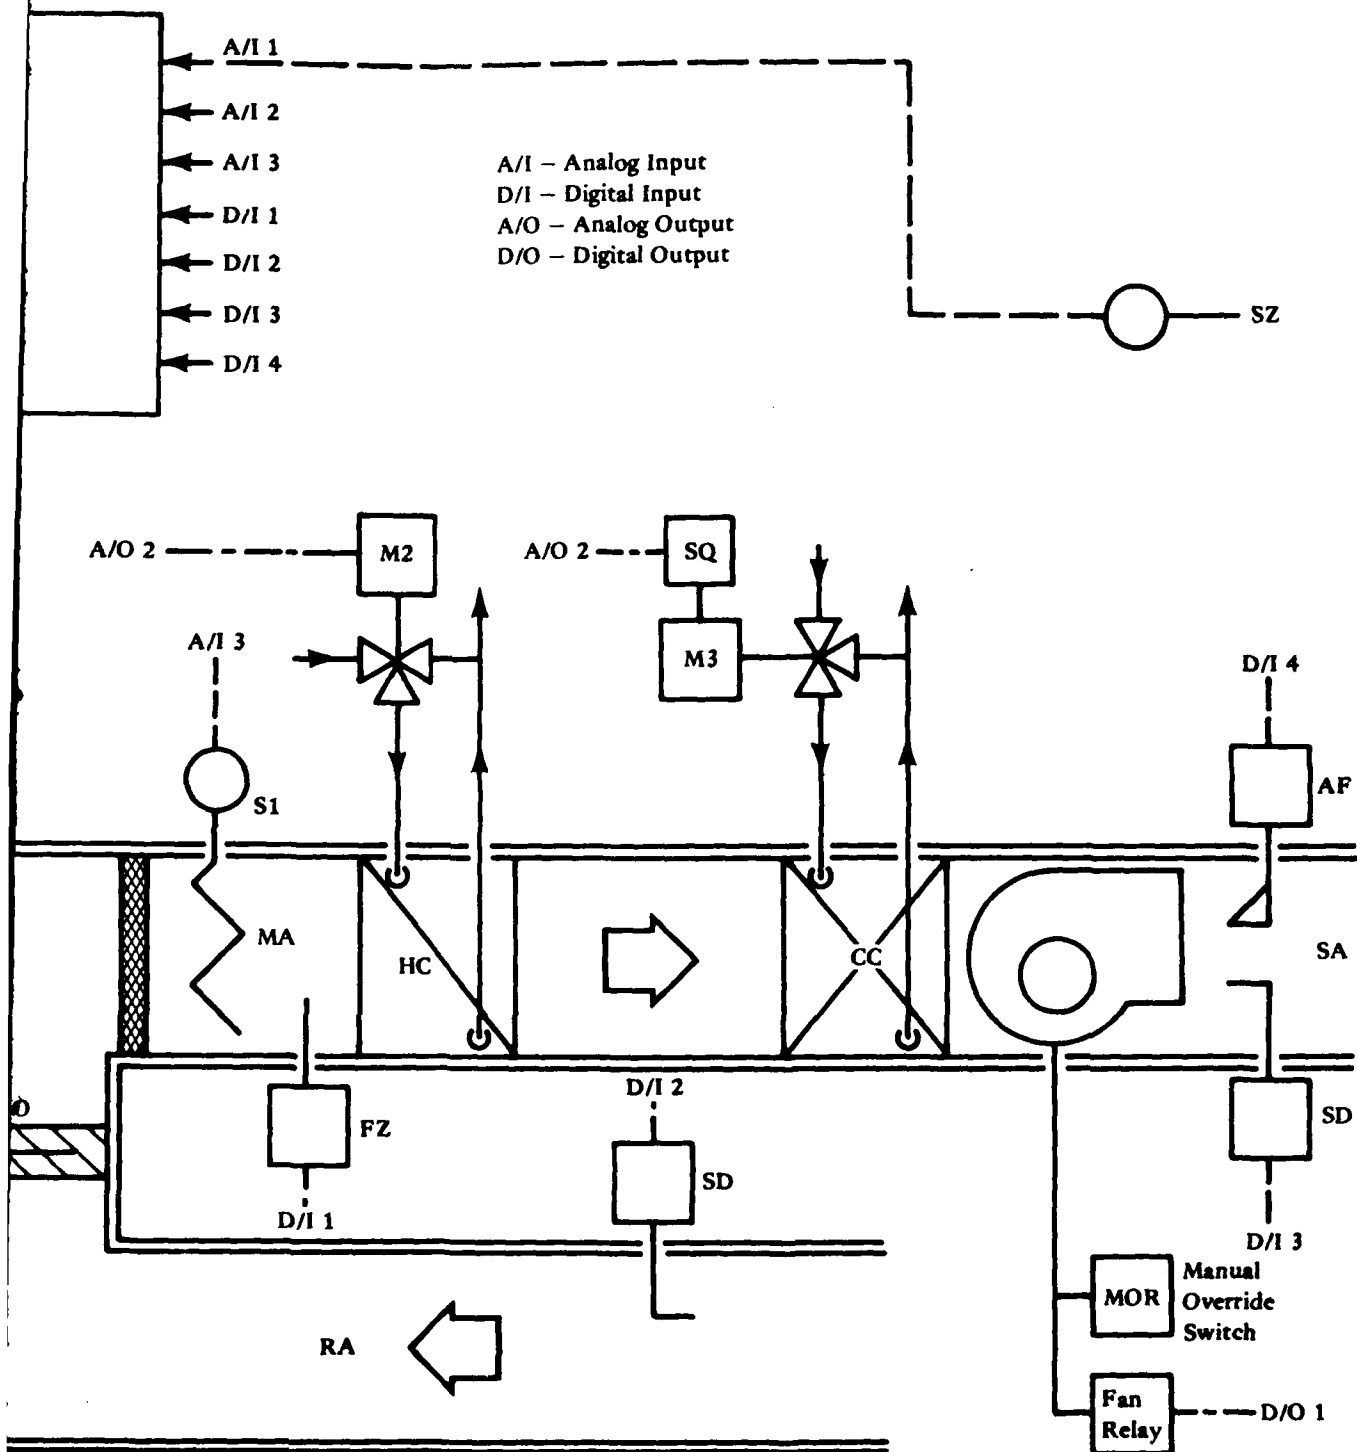 A/I 1
A/I 2
A/I 3
D/I 1
D/I 2
D/I 3
D/I 4
A/I – Analog Input
D/I – Digital Input
A/O – Analog Output
D/O – Digital Output
SZ
A/O 2
M2
A/O 2
SQ
A/I 3
M3
D/I 4
S1
AF
MA
HC
CC
SA
D/I 2
FZ
SD
SD
D/I 1
D/I 3
MOR
Manual
Override
Switch
RA
Fan
Relay
D/O 1